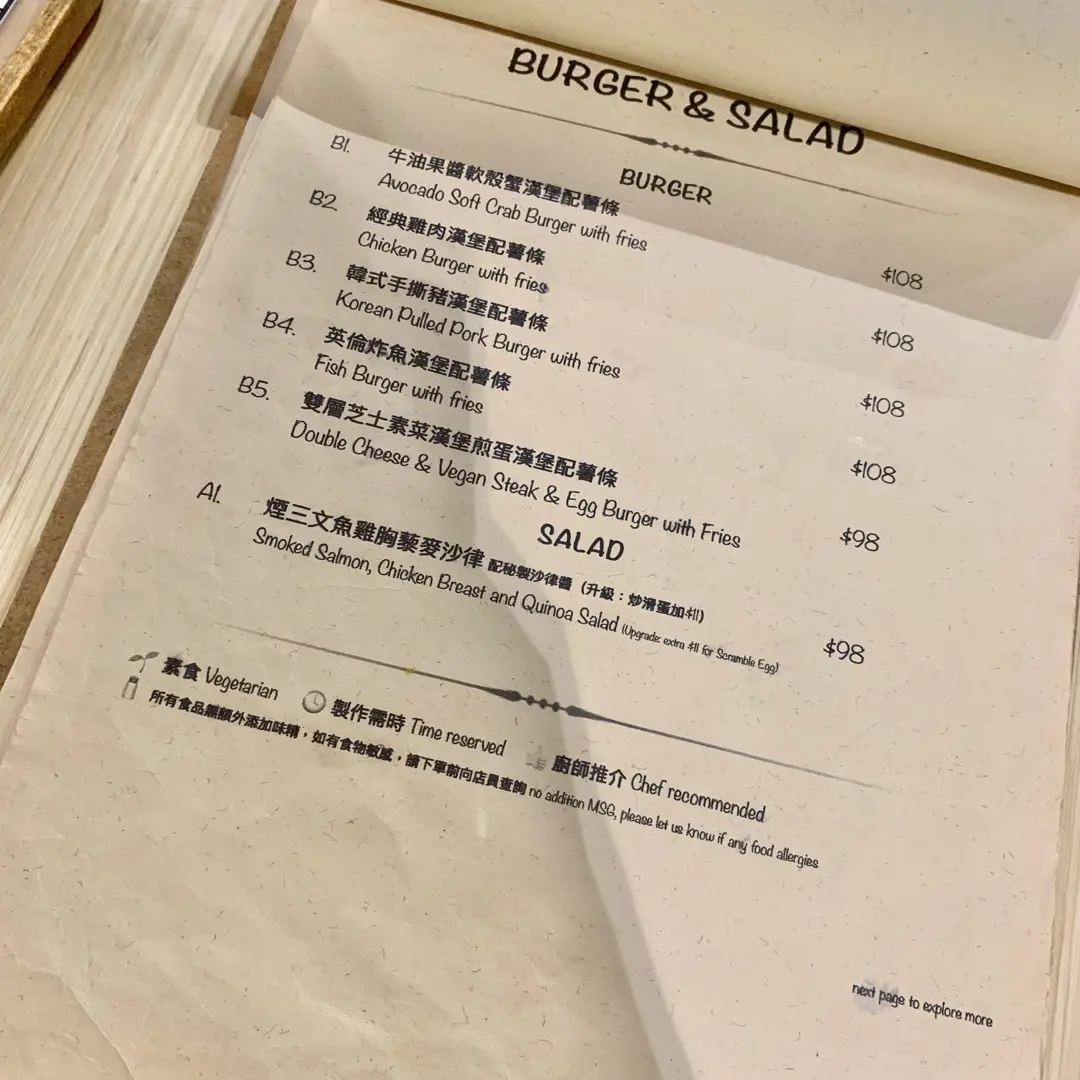 BURGER & SALAD
BURGER
B1. 牛油果醬軟殼蟹漢堡配薯條
Avocado Soft Crab Burger with fries $108
B2. 經典雞肉漢堡配薯條
Chicken Burger with fries $108
B3. 韓式手撕豬漢堡配薯條
Korean Pulled Pork Burger with fries $108
B4. 英倫炸魚漢堡配薯條
Fish Burger with fries $108
B5. 雙層芝士素菜漢堡煎蛋漢堡配薯條
Double Cheese & Vegan Steak & Egg Burger with Fries $98
SALAD
A1. 煙三文魚雞胸藜麥沙律 配秘製沙律醬（升級：炒滑蛋加$11）
Smoked Salmon, Chicken Breast and Quinoa Salad (Upgrade: extra $11 for Scramble Egg) $98
素食 Vegetarian 製作需時 Time reserved 廚師推介 Chef recommended
所有食品無額外添加味精，如有食物敏感，請下單前向店員查詢 no addition MSG, please let us know if any food allergies
next page to explore more